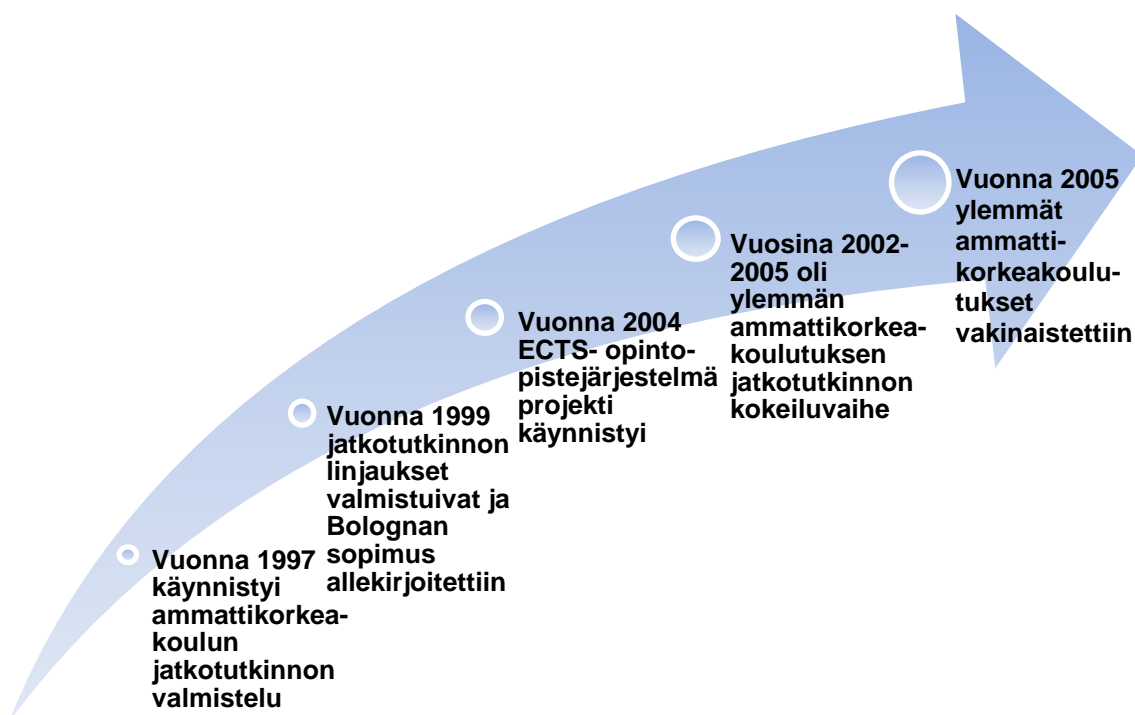 Vuonna 1997
käynnistyi
ammattikorkea-
koulun
jatkotutkinnon
valmistelu
Vuonna 1999
jatkotutkinnon
linjaukset
valmistuivat ja
Bolognan
sopimus
allekirjoitettiin
Vuonna 2004
ECTS- opinto-
pistejärjestelmä
projekti
käynnistyi
Vuosina 2002-
2005 oli
ylemmän
ammattikorkea-
koulutuksen
jatkotutkinnon
kokeiluvaihe
Vuonna 2005
ylemmät
ammatti-
korkeakoulu-
tukset
vakinaistettiin